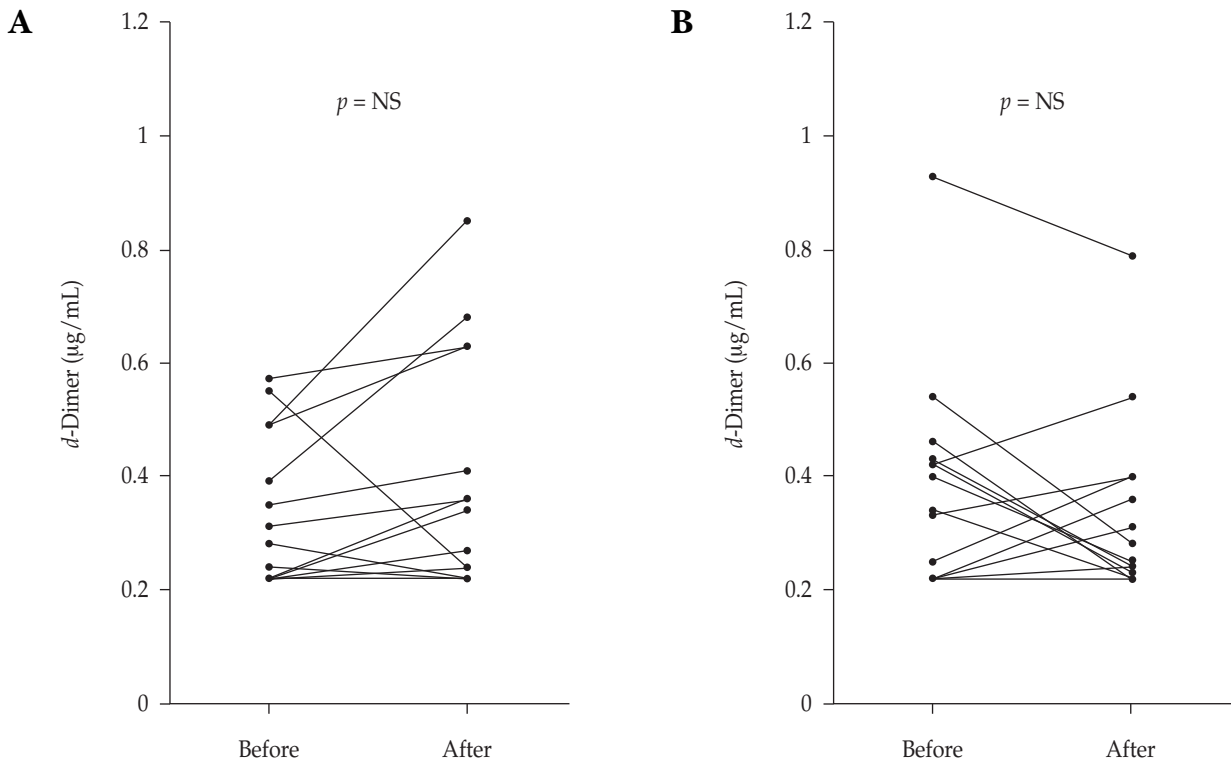 A
1.2
1
0.8
0.6
0.4
0.2
0
d-Dimer (µg/mL)
p = NS
Before
After
B
1.2
1
0.8
0.6
0.4
0.2
0
d-Dimer (µg/mL)
p = NS
Before
After